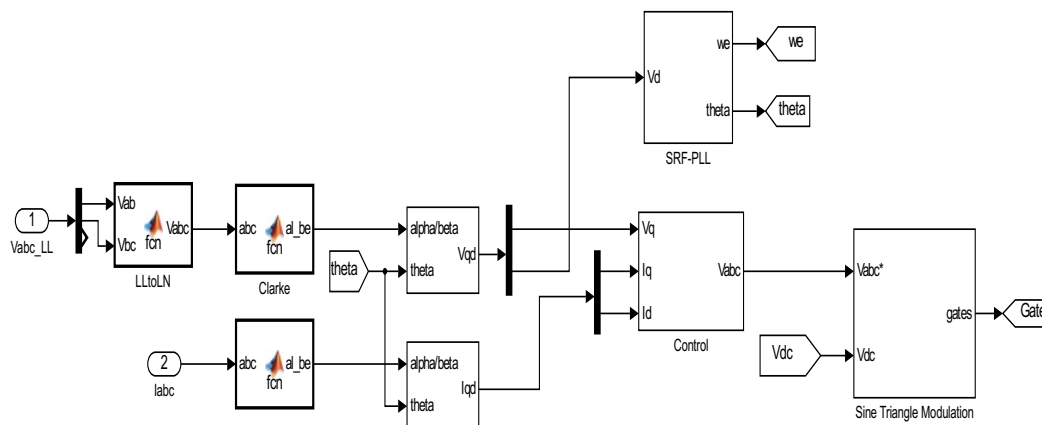 we
we
Vd
theta
theta
SRF-PLL
1
Vabc_LL
Vab
Vbc
fcn
Vabc
LLtoLN
abc
fcn
al_be
Clarke
theta
alpha/beta
theta
Vqd
Vq
Iq
Id
Vabc
Control
Vabc*
Vdc
gates
Gate
Vdc
Sine Triangle Modulation
2
Iabc
abc
fcn
al_be
alpha/beta
theta
Iqd